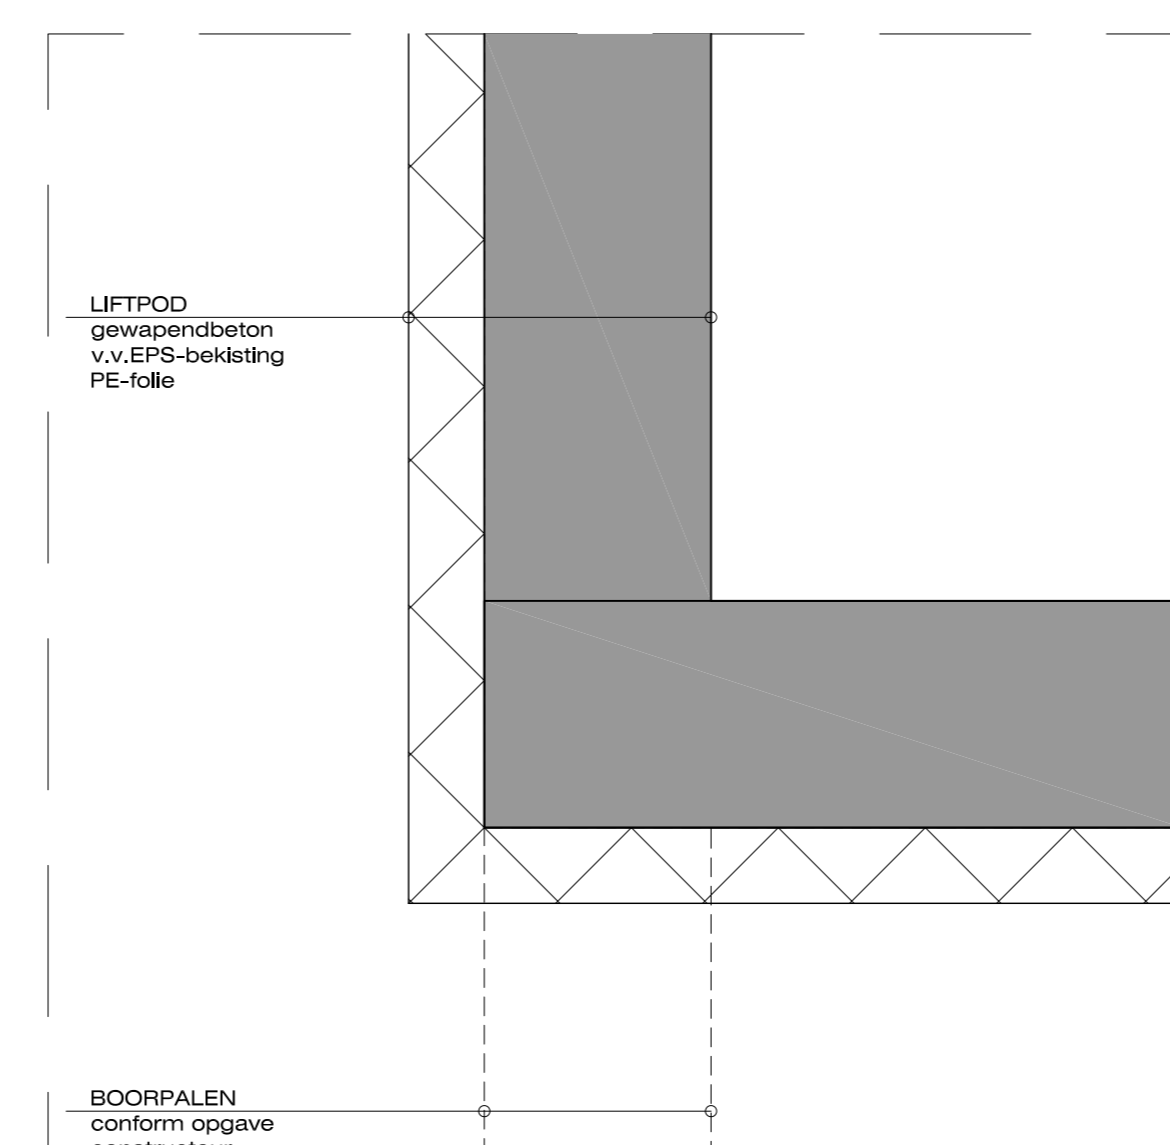 LIFTPOD
gewapendbeton
v.v.EPS-bekisting
PE-folie
BOORPALEN
conform opgave